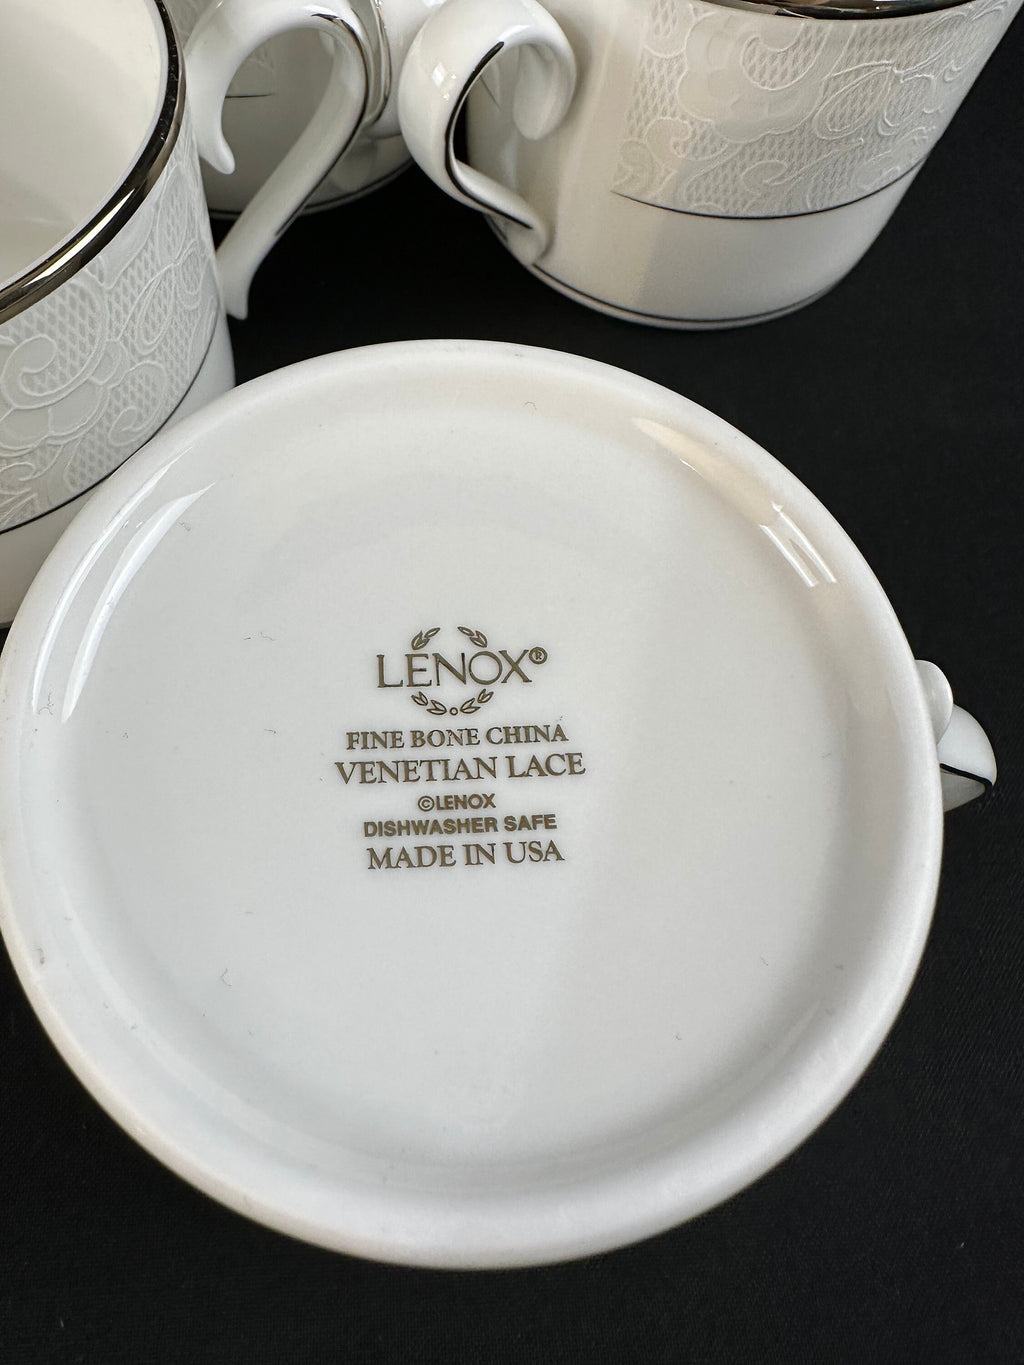 LENOX®
FINE BONE CHINA
VENETIAN LACE
©LENOX
DISHWASHER SAFE
MADE IN USA